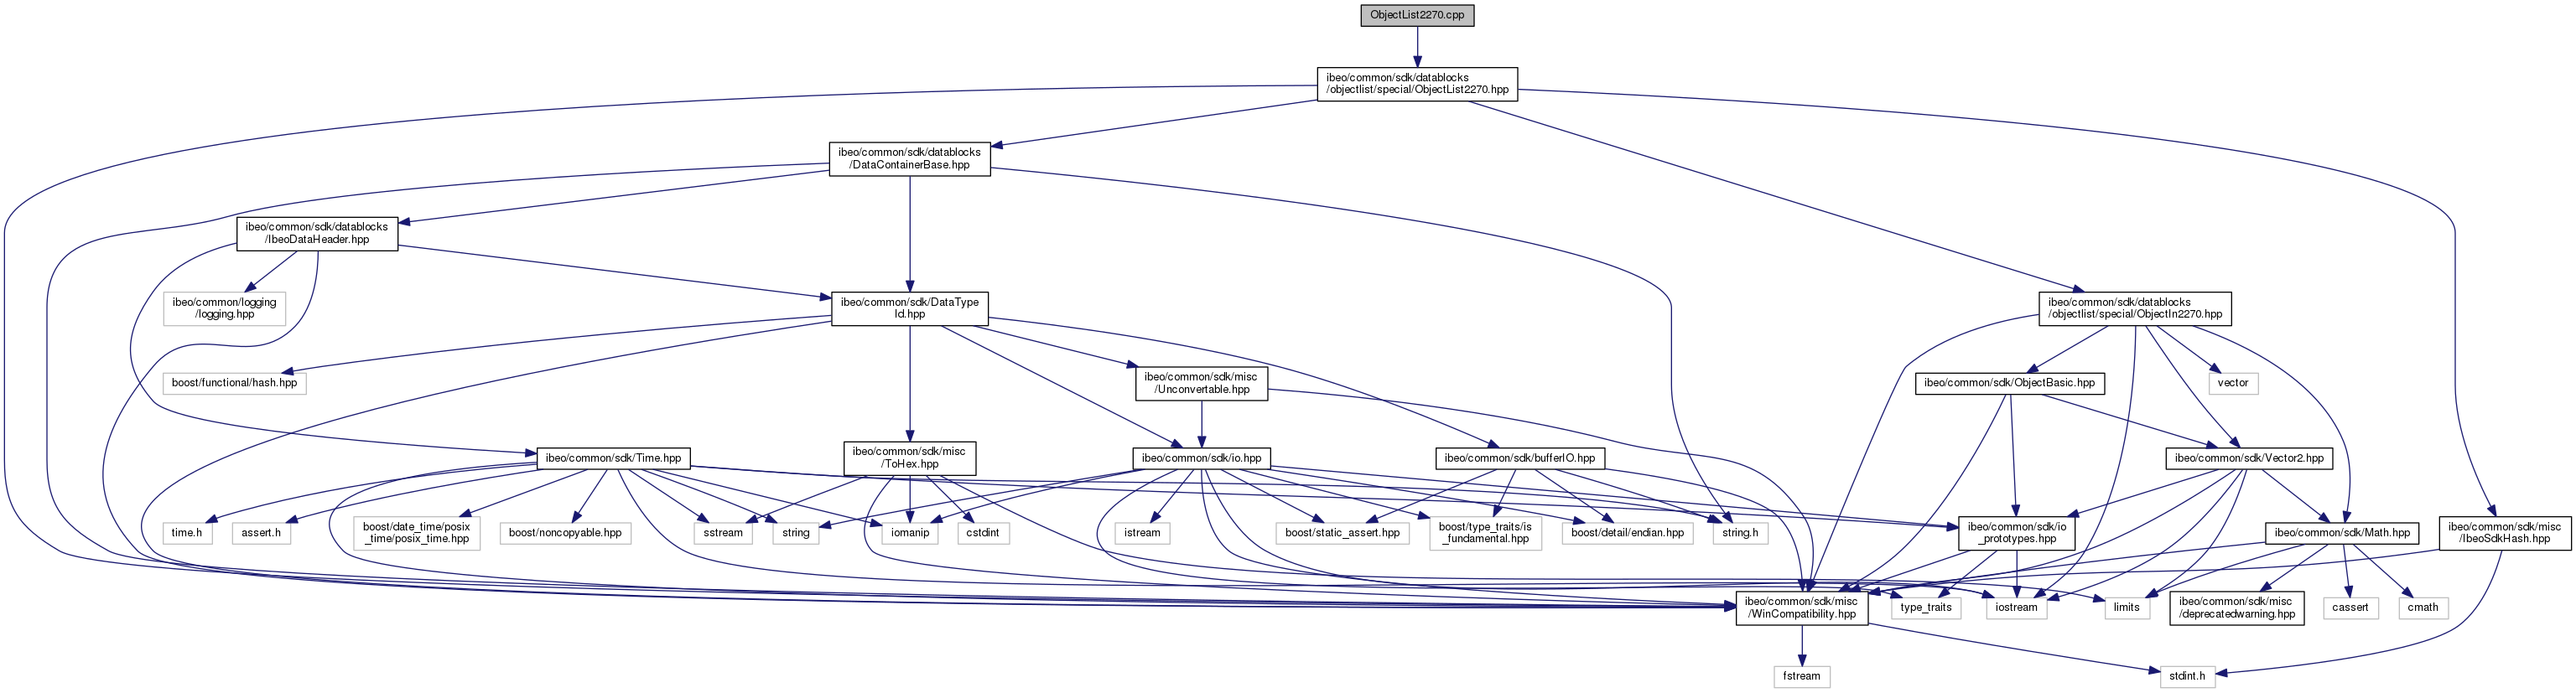 ObjectList2270.cpp
ibeo/common/sdk/datablocks
/objectlist/special/ObjectList2270.hpp
ibeo/common/sdk/datablocks
/DataContainerBase.hpp
ibeo/common/sdk/datablocks
/IbeoDataHeader.hpp
ibeo/common/logging
/logging.hpp
ibeo/common/sdk/DataType
Id.hpp
ibeo/common/sdk/datablocks
/objectlist/special/ObjectIn2270.hpp
boost/functional/hash.hpp
ibeo/common/sdk/misc
/Unconvertable.hpp
ibeo/common/sdk/ObjectBasic.hpp
vector
ibeo/common/sdk/Time.hpp
ibeo/common/sdk/misc
/ToHex.hpp
ibeo/common/sdk/io.hpp
ibeo/common/sdk/bufferIO.hpp
ibeo/common/sdk/Vector2.hpp
time.h
assert.h
boost/date_time/posix
_time/posix_time.hpp
boost/noncopyable.hpp
sstream
string
iomanip
cstdint
istream
boost/static_assert.hpp
boost/type_traits/is
_fundamental.hpp
boost/detail/endian.hpp
string.h
ibeo/common/sdk/io
_prototypes.hpp
ibeo/common/sdk/Math.hpp
ibeo/common/sdk/misc
/IbeoSdkHash.hpp
ibeo/common/sdk/misc
/WinCompatibility.hpp
type_traits
iostream
limits
ibeo/common/sdk/misc
/deprecatedwarning.hpp
cassert
cmath
fstream
stdint.h